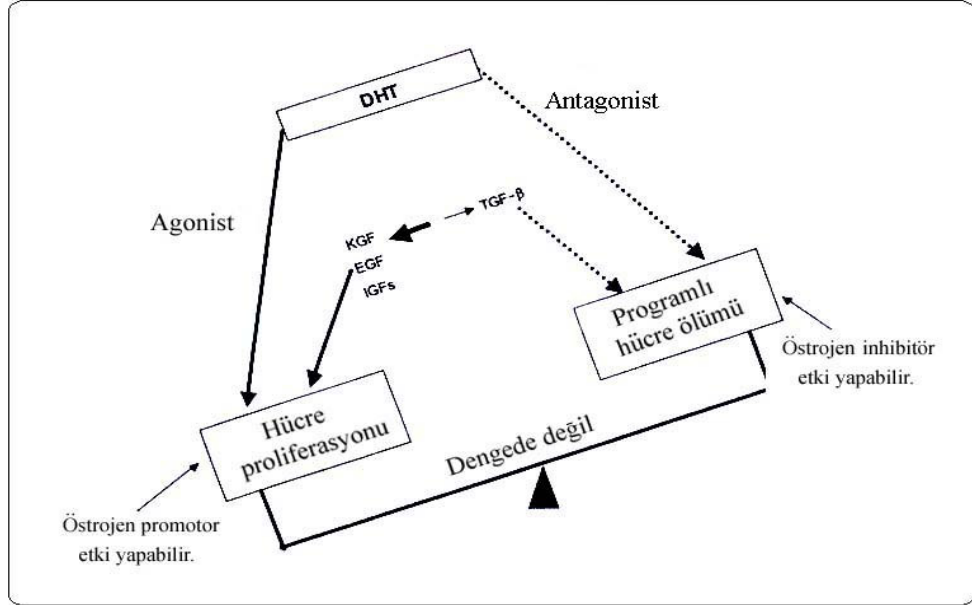 DHT
Antagonist
Agonist
TGF-β
KGF
EGF
IGFs
Programlı
hücre ölümü
Östrojen inhibitör
etki yapabilir.
Hücre
proliferasyonu
Dengede değil
Östrojen promotor
etki yapabilir.